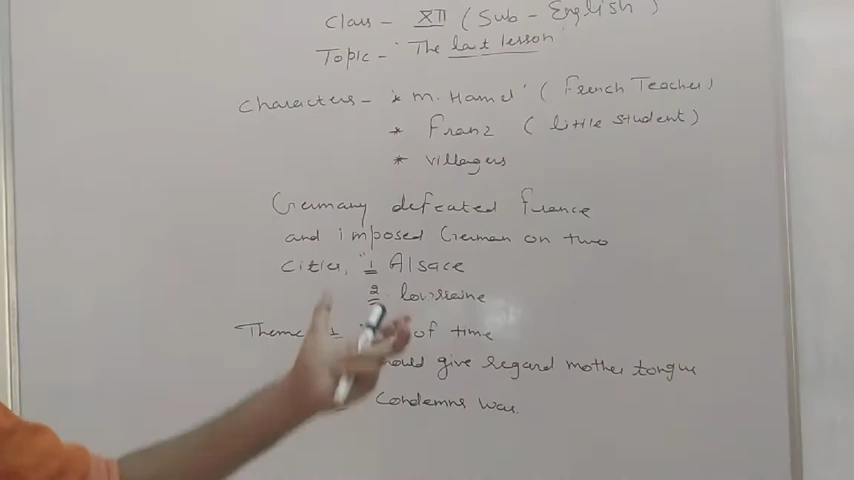 Class - XII ( Sub - English )
Topic - "The last lesson"
Characters - * M. Hamel' ( French Teacher )
* Franz ( little student )
* villagers
Germany defeated france
and imposed German on two
cities, 1 Alsace
2 lourraine
Theme 1 of time
should give regard mother tongue
Condemns war.